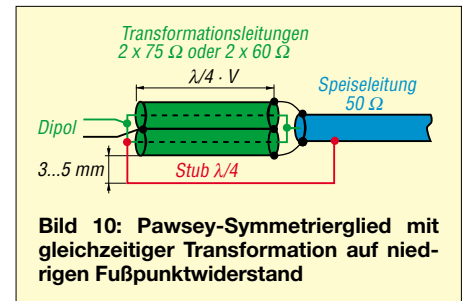 Transformationsleitungen
2 x 75 Ω oder 2 x 60 Ω
λ/4 · V
Speiseleitung
50 Ω
Dipol
3...5 mm
Stub λ/4
Bild 10: Pawsey-Symmetrierglied mit
gleichzeitiger Transformation auf nied-
rigen Fußpunktwiderstand